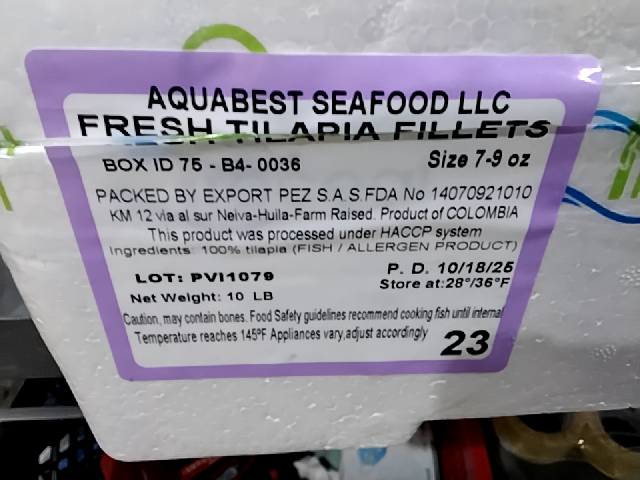 AQUABEST SEAFOOD LLC
FRESH TILAPIA FILLETS
BOX ID 75 - B4- 0036 Size 7-9 oz
PACKED BY EXPORT PEZ S.A.S.FDA No 14070921010
KM 12 via al sur Neiva-Huila-Farm Raised. Product of COLOMBIA
This product was processed under HACCP system
Ingredients: 100% tilapia (FISH / ALLERGEN PRODUCT)
LOT: PVI1079 P. D. 10/18/25
Net Weight: 10 LB Store at:28°/36°F
Caution, may contain bones. Food Safety guidelines recommend cooking fish until internal
Temperature reaches 145ºF Appliances vary,adjust accordingly 23